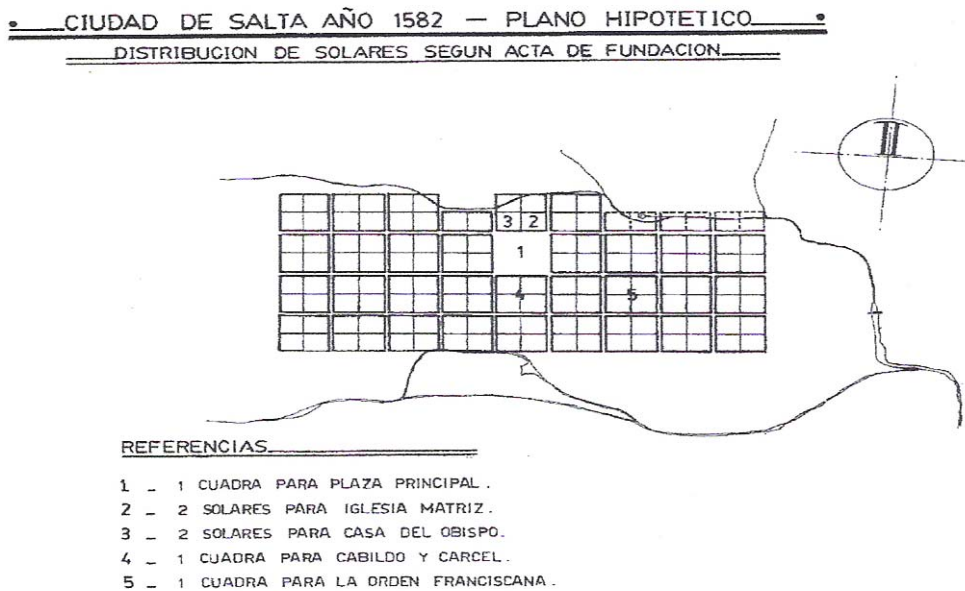 CIUDAD DE SALTA AÑO 1582 — PLANO HIPOTETICO
DISTRIBUCION DE SOLARES SEGUN ACTA DE FUNDACION
3 2
1
4 5
REFERENCIAS
1 _ 1 CUADRA PARA PLAZA PRINCIPAL.
2 _ 2 SOLARES PARA IGLESIA MATRIZ.
3 _ 2 SOLARES PARA CASA DEL OBISPO.
4 _ 1 CUADRA PARA CABILDO Y CARCEL.
5 _ 1 CUADRA PARA LA ORDEN FRANCISCANA.